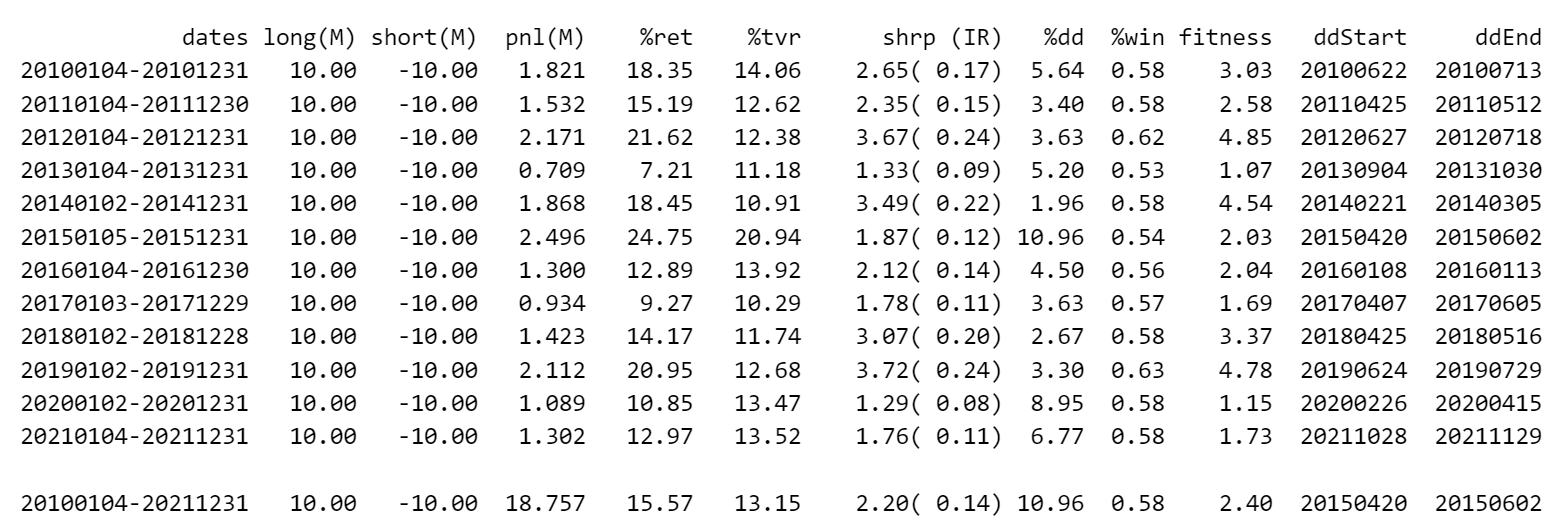 dates long(M) short(M) pnl(M) %ret %tvr shrp (IR) %dd %win fitness ddStart ddEnd
20100104-20101231 10.00 -10.00 1.821 18.35 14.06 2.65( 0.17) 5.64 0.58 3.03 20100622 20100713
20110104-20111230 10.00 -10.00 1.532 15.19 12.62 2.35( 0.15) 3.40 0.58 2.58 20110425 20110512
20120104-20121231 10.00 -10.00 2.171 21.62 12.38 3.67( 0.24) 3.63 0.62 4.85 20120627 20120718
20130104-20131231 10.00 -10.00 0.709 7.21 11.18 1.33( 0.09) 5.20 0.53 1.07 20130904 20131030
20140102-20141231 10.00 -10.00 1.868 18.45 10.91 3.49( 0.22) 1.96 0.58 4.54 20140221 20140305
20150105-20151231 10.00 -10.00 2.496 24.75 20.94 1.87( 0.12) 10.96 0.54 2.03 20150420 20150602
20160104-20161230 10.00 -10.00 1.300 12.89 13.92 2.12( 0.14) 4.50 0.56 2.04 20160108 20160113
20170103-20171229 10.00 -10.00 0.934 9.27 10.29 1.78( 0.11) 3.63 0.57 1.69 20170407 20170605
20180102-20181228 10.00 -10.00 1.423 14.17 11.74 3.07( 0.20) 2.67 0.58 3.37 20180425 20180516
20190102-20191231 10.00 -10.00 2.112 20.95 12.68 3.72( 0.24) 3.30 0.63 4.78 20190624 20190729
20200102-20201231 10.00 -10.00 1.089 10.85 13.47 1.29( 0.08) 8.95 0.58 1.15 20200226 20200415
20210104-20211231 10.00 -10.00 1.302 12.97 13.52 1.76( 0.11) 6.77 0.58 1.73 20211028 20211129
20100104-20211231 10.00 -10.00 18.757 15.57 13.15 2.20( 0.14) 10.96 0.58 2.40 20150420 20150602